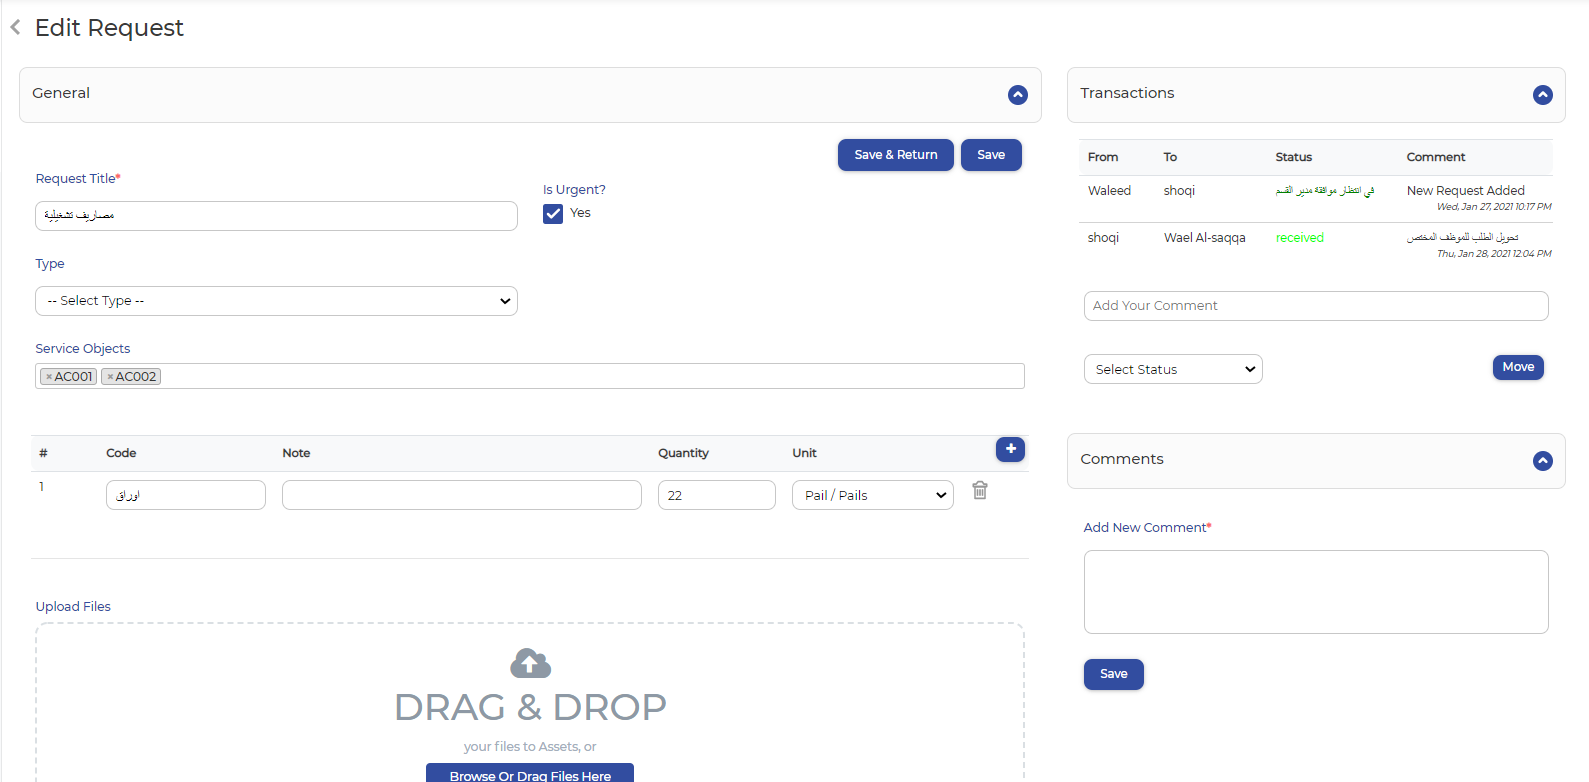 Edit Request
General
Save & Return
Save
Request Title*
مصاريف تشغيلية
Is Urgent?
Yes
Type
-- Select Type --
Service Objects
×AC001 ×AC002
# Code Note Quantity Unit +
1 اوراق 22 Pail / Pails
Upload Files
DRAG & DROP
your files to Assets, or
Browse Or Drag Files Here
Transactions
From To Status Comment
Waleed shoqi في انتظار موافقة مدير القسم New Request Added
Wed, Jan 27, 2021 10:17 PM
shoqi Wael Al-saqqa received تحويل الطلب للموظف المختص
Thu, Jan 28, 2021 12:04 PM
Add Your Comment
Select Status
Move
Comments
Add New Comment*
Save